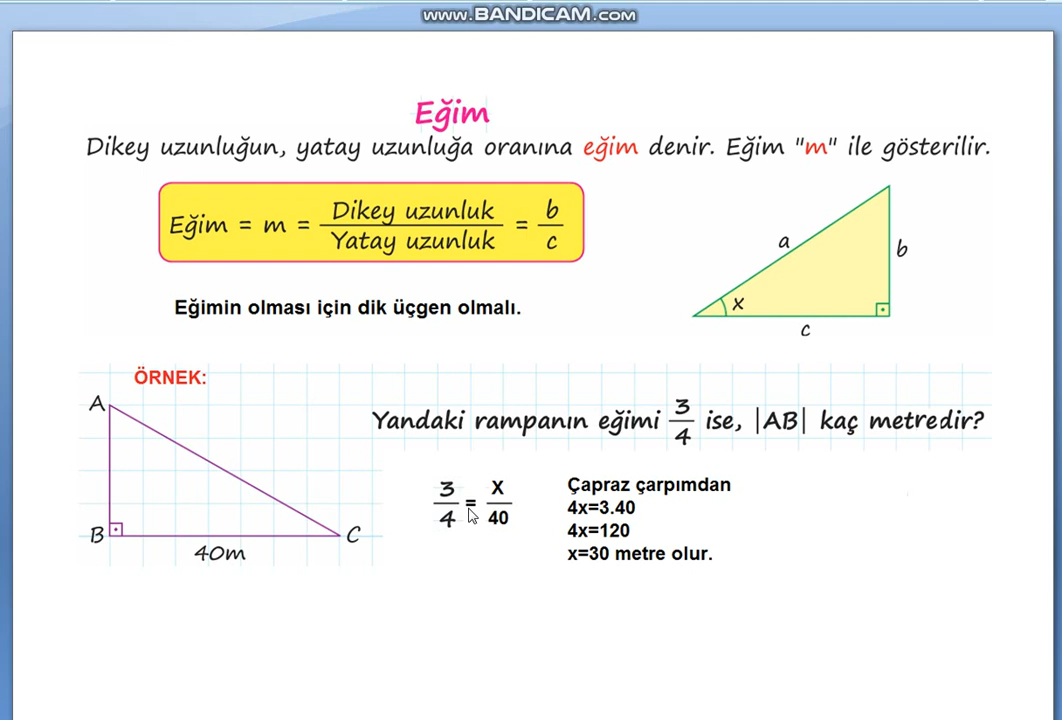 www.BANDICAM.com
Eğim
Dikey uzunluğun, yatay uzunluğa oranına eğim denir. Eğim "m" ile gösterilir.
Eğim = m = Dikey uzunluk / Yatay uzunluk = b / c
a
b
x
c
Eğimin olması için dik üçgen olmalı.
ÖRNEK:
A
Yandaki rampanın eğimi 3/4 ise, |AB| kaç metredir?
3/4 = X/40
Çapraz çarpımdan
4x=3.40
4x=120
x=30 metre olur.
B
C
40m